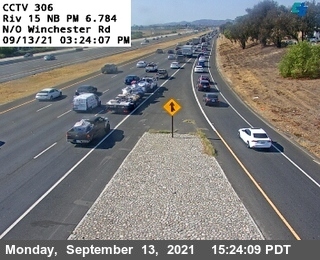 CCTV 306
Riv 15 NB PM 6.784
N/O Winchester Rd
09/13/21 03:24:07 PM
Monday, September 13, 2021 15:24:09 PDT